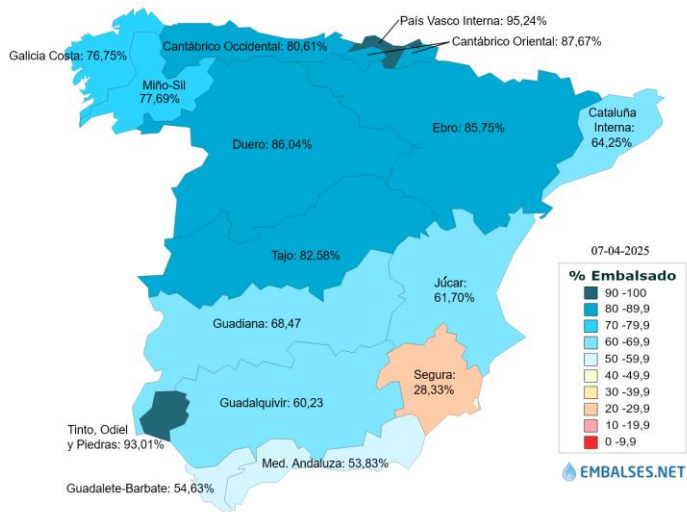 País Vasco Interna: 95,24%
Cantábrico Occidental: 80,61%
Cantábrico Oriental: 87,67%
Galicia Costa: 76,75%
Miño-Sil
77,69%
Duero: 86,04%
Ebro: 85,75%
Cataluña
Interna:
64,25%
Tajo: 82,58%
Júcar:
61,70%
Guadiana: 68,47
Segura:
28,33%
Guadalquivir: 60,23
Tinto, Odiel
y Piedras: 93,01%
Med. Andaluza: 53,83%
Guadalete-Barbate: 54,63%
07-04-2025
% Embalsado
90 -100
80 -89,9
70 -79,9
60 -69,9
50 -59,9
40 -49,9
30 -39,9
20 -29,9
10 -19,9
0 -9,9
EMBALSES.NET